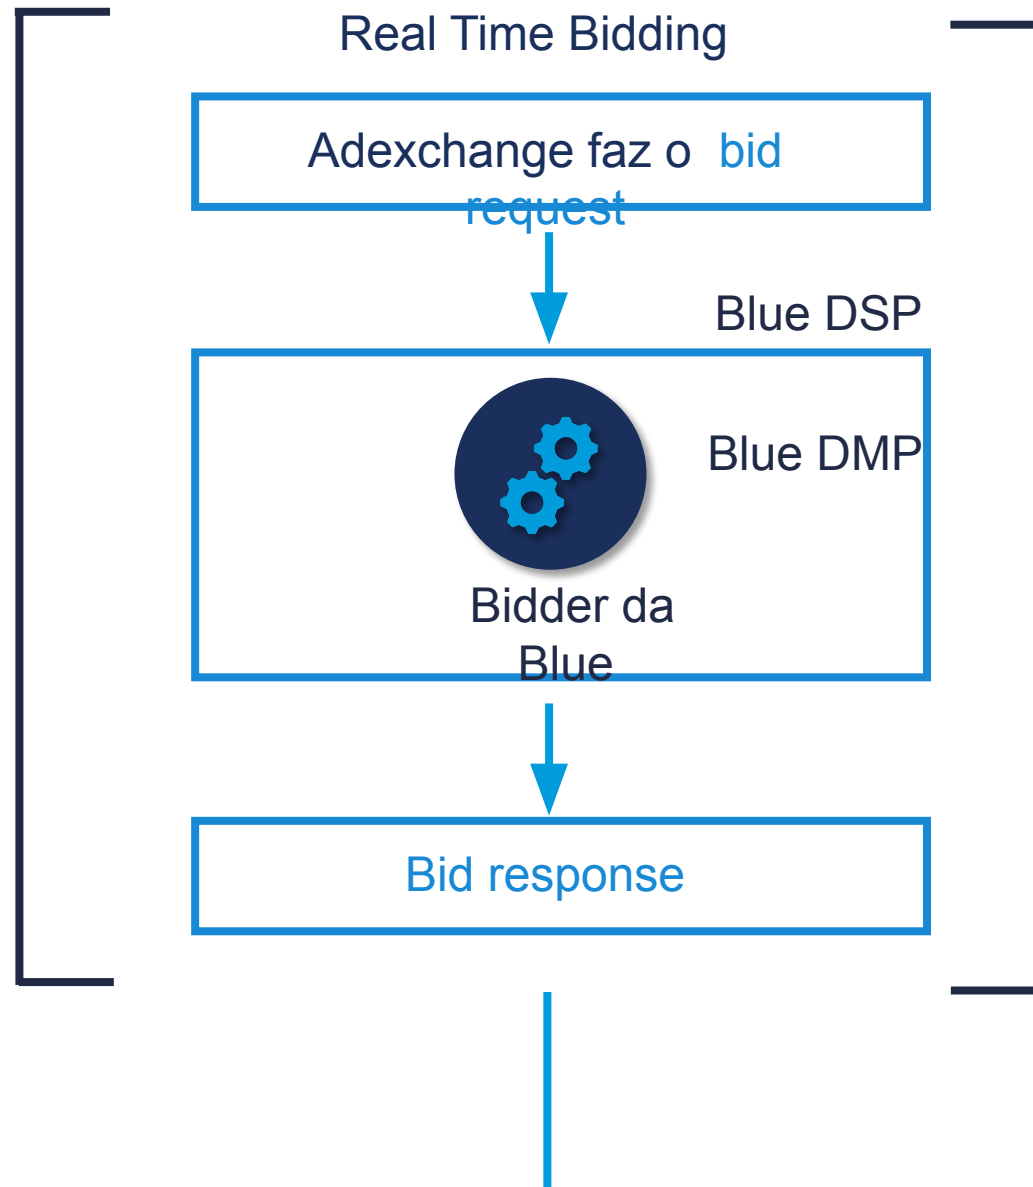 Real Time Bidding
Adexchange faz o bid
request
Blue DSP
Blue DMP
Bidder da
Blue
Bid response